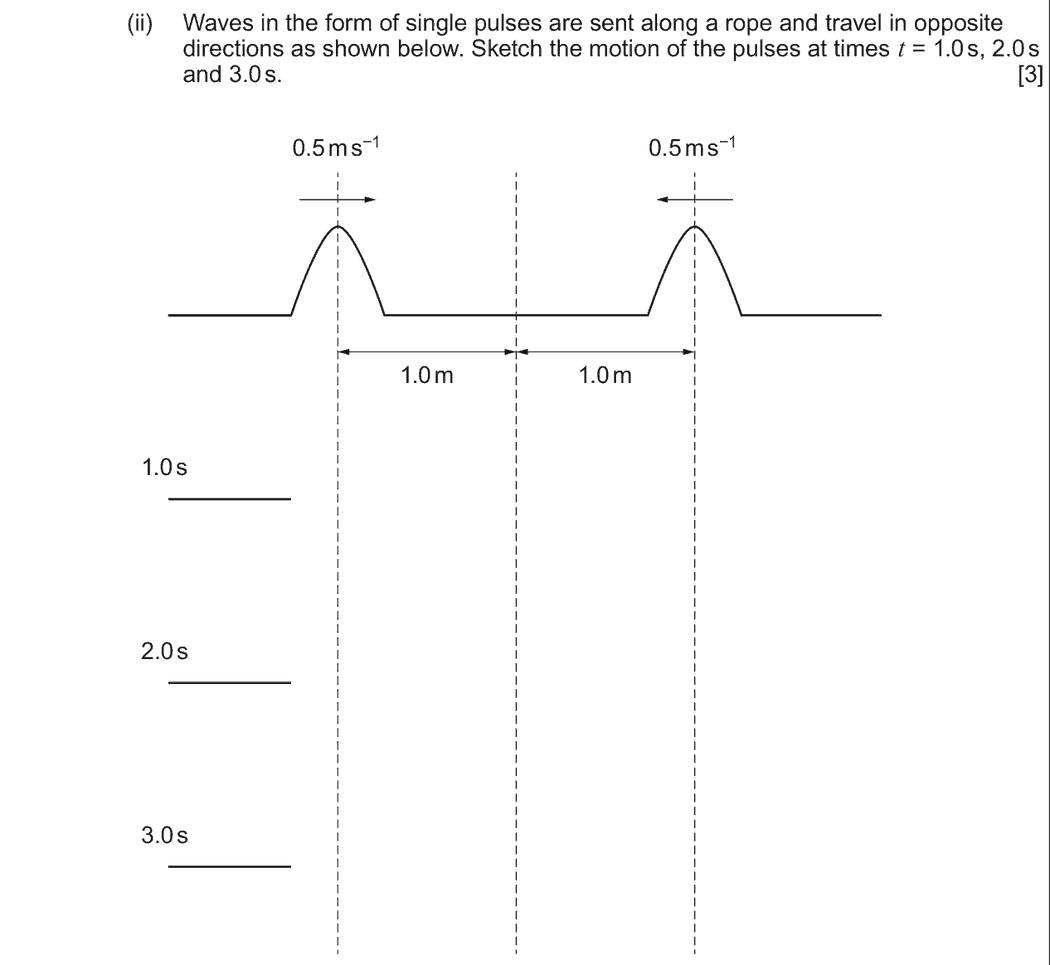 (ii) Waves in the form of single pulses are sent along a rope and travel in opposite
directions as shown below. Sketch the motion of the pulses at times t = 1.0 s, 2.0 s
and 3.0 s. [3]
0.5 m s⁻¹ 0.5 m s⁻¹
1.0 m 1.0 m
1.0 s
2.0 s
3.0 s